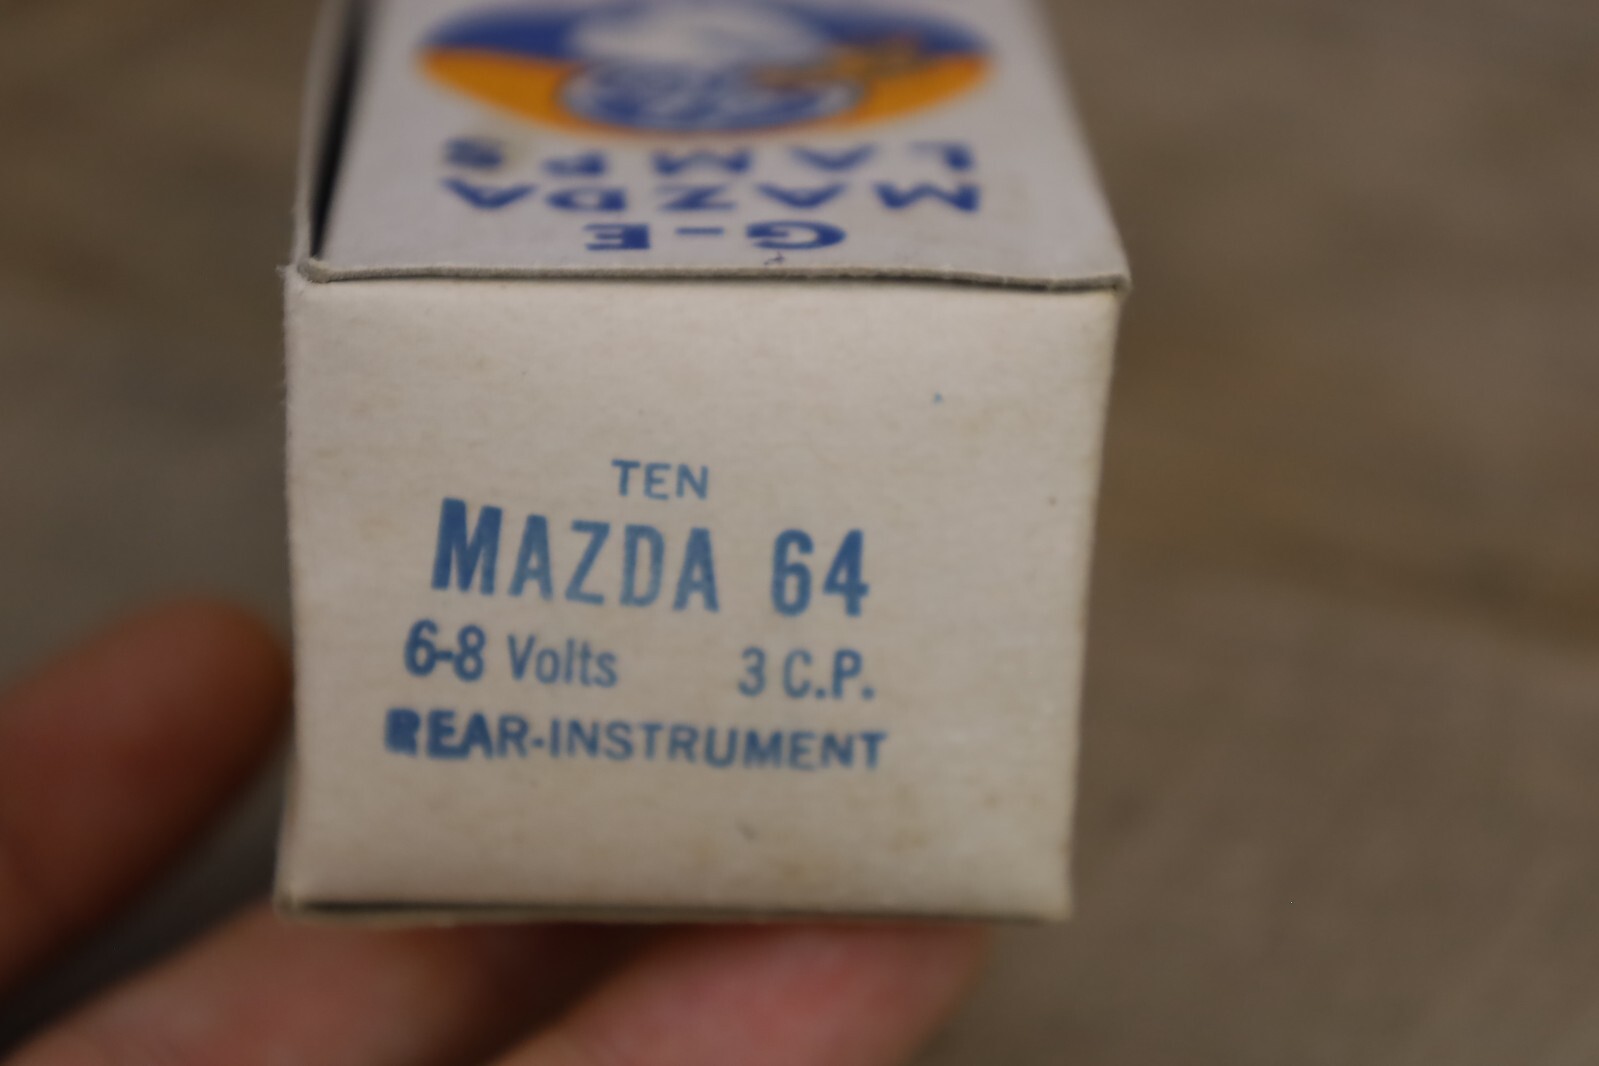 G-E
MAZDA
LAMPS
TEN
MAZDA 64
6-8 Volts 3 C.P.
REAR-INSTRUMENT